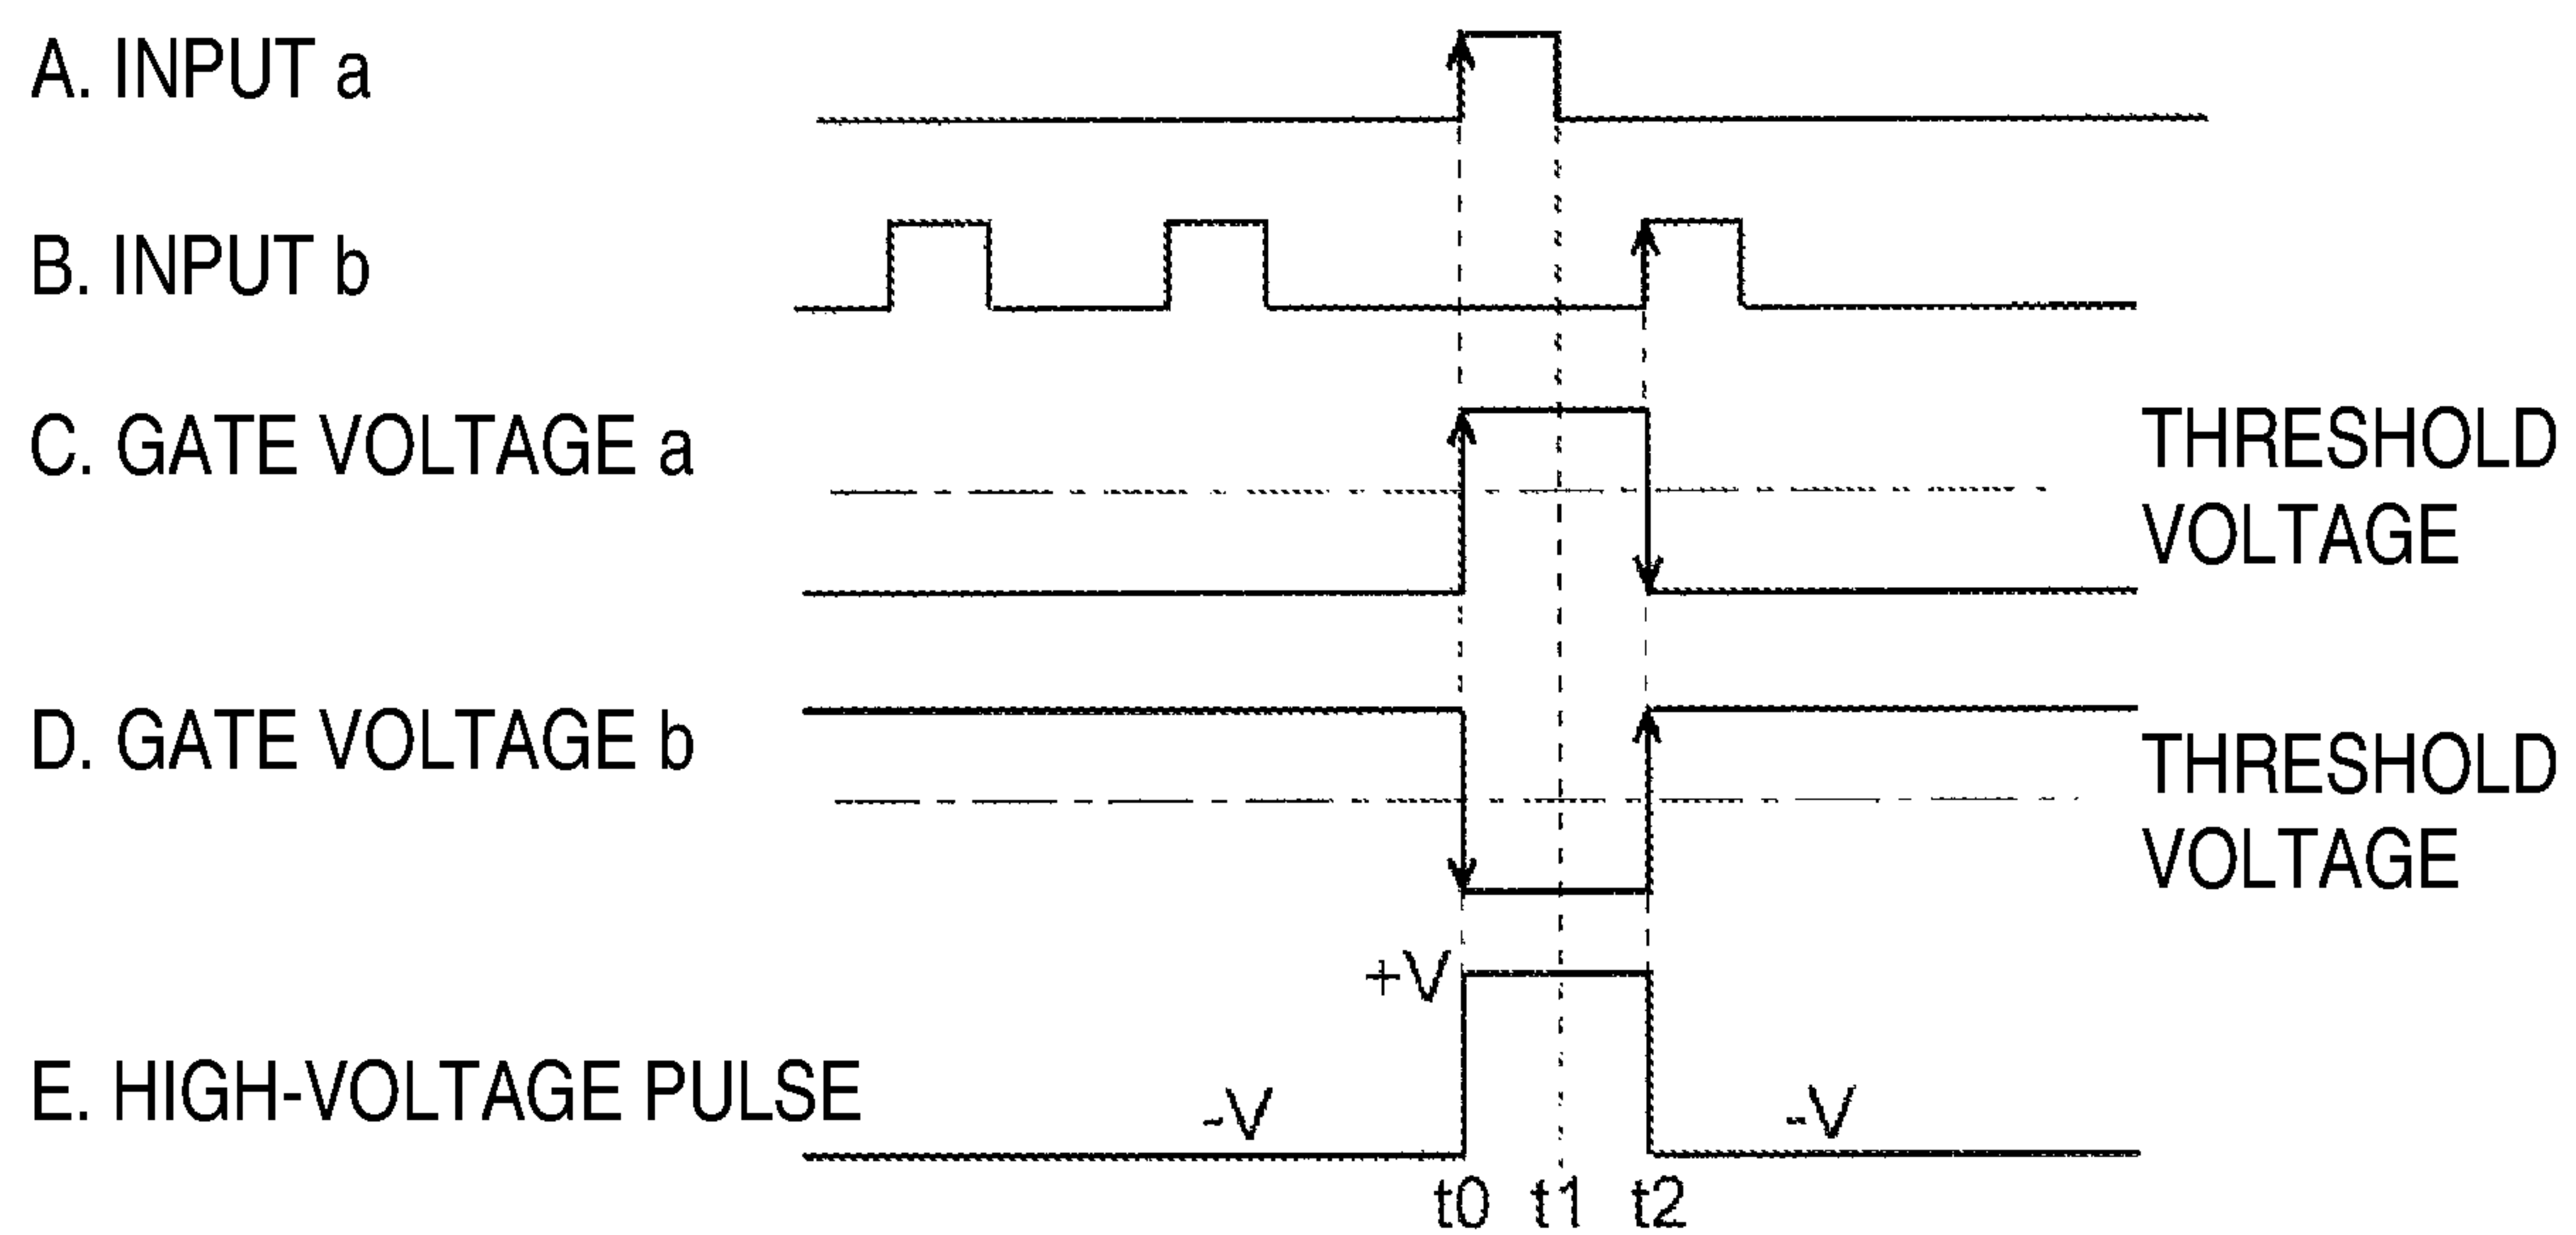 A. INPUT a
B. INPUT b
C. GATE VOLTAGE a
THRESHOLD
VOLTAGE
D. GATE VOLTAGE b
THRESHOLD
VOLTAGE
+V
E. HIGH-VOLTAGE PULSE
-V
-V
t0
t1
t2